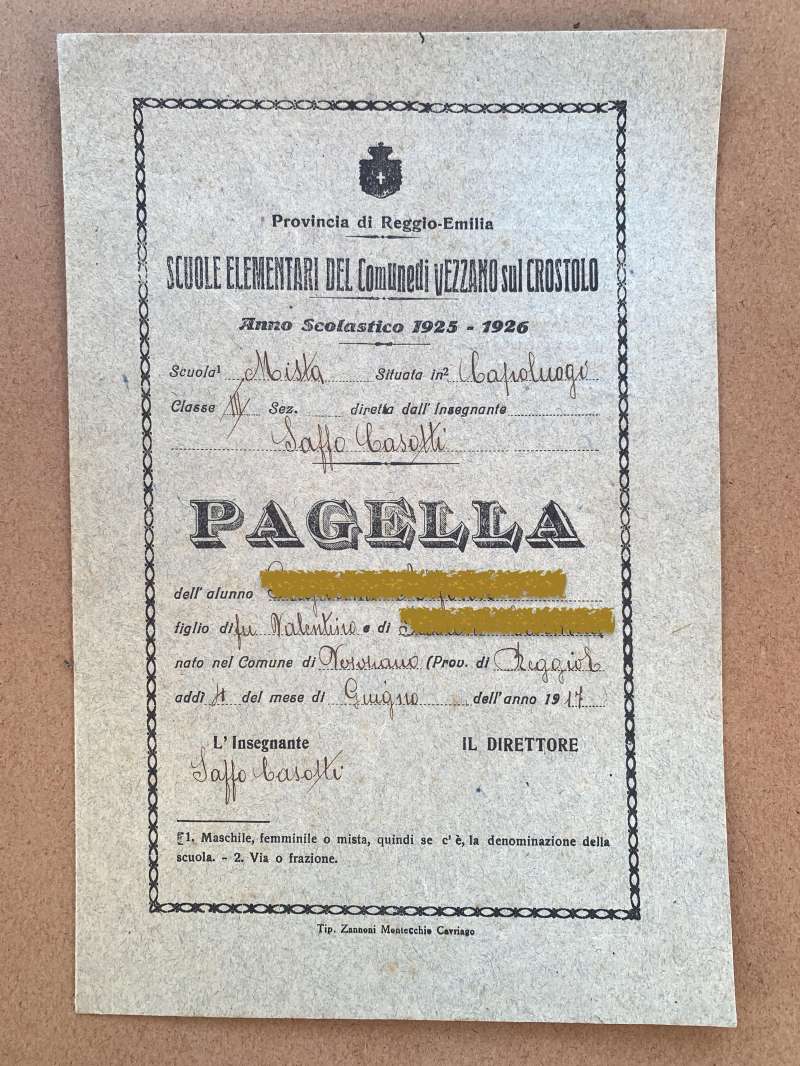 Provincia di Reggio-Emilia
SCUOLE ELEMENTARI DEL Comune di VEZZANO sul CROSTOLO
Anno Scolastico 1925 - 1926
Scuola¹ Mista Situata in² Capoluogo
Classe III Sez. diretta dall' Insegnante
Saffo Casotti
PAGELLA
dell' alunno
figlio di fu Valentino e di
nato nel Comune di (Prov. di Reggio E
addì 4 del mese di Giugno dell' anno 1917
L' Insegnante IL DIRETTORE
Saffo Casotti
1. Maschile, femminile o mista, quindi se c' è, la denominazione della
scuola. - 2. Via o frazione.
Tip. Zannoni Montecchio Cavriago